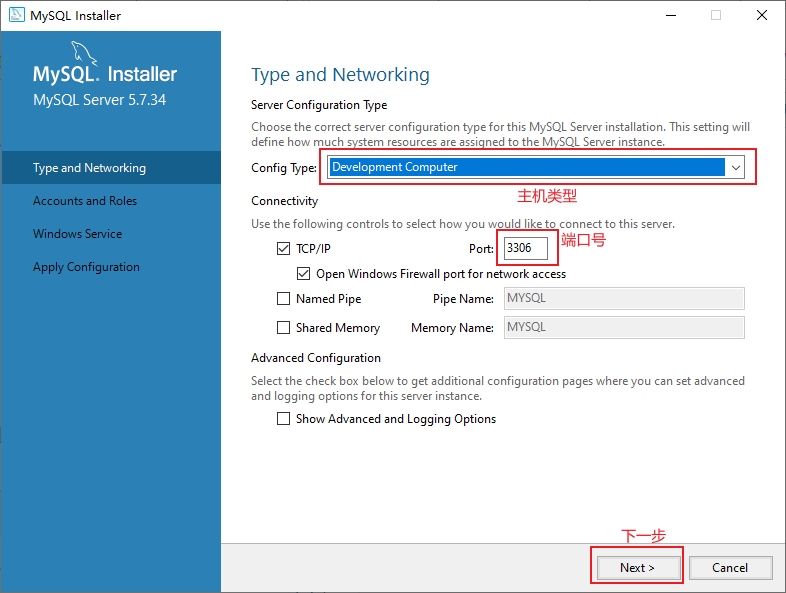 MySQL Installer
MySQL. Installer
MySQL Server 5.7.34
Type and Networking
Accounts and Roles
Windows Service
Apply Configuration
Type and Networking
Server Configuration Type
Choose the correct server configuration type for this MySQL Server installation. This setting will
define how much system resources are assigned to the MySQL Server instance.
Config Type: Development Computer
主机类型
Connectivity
Use the following controls to select how you would like to connect to this server.
TCP/IP Port: 3306 端口号
Open Windows Firewall port for network access
Named Pipe Pipe Name: MYSQL
Shared Memory Memory Name: MYSQL
Advanced Configuration
Select the check box below to get additional configuration pages where you can set advanced
and logging options for this server instance.
Show Advanced and Logging Options
下一步
Next > Cancel